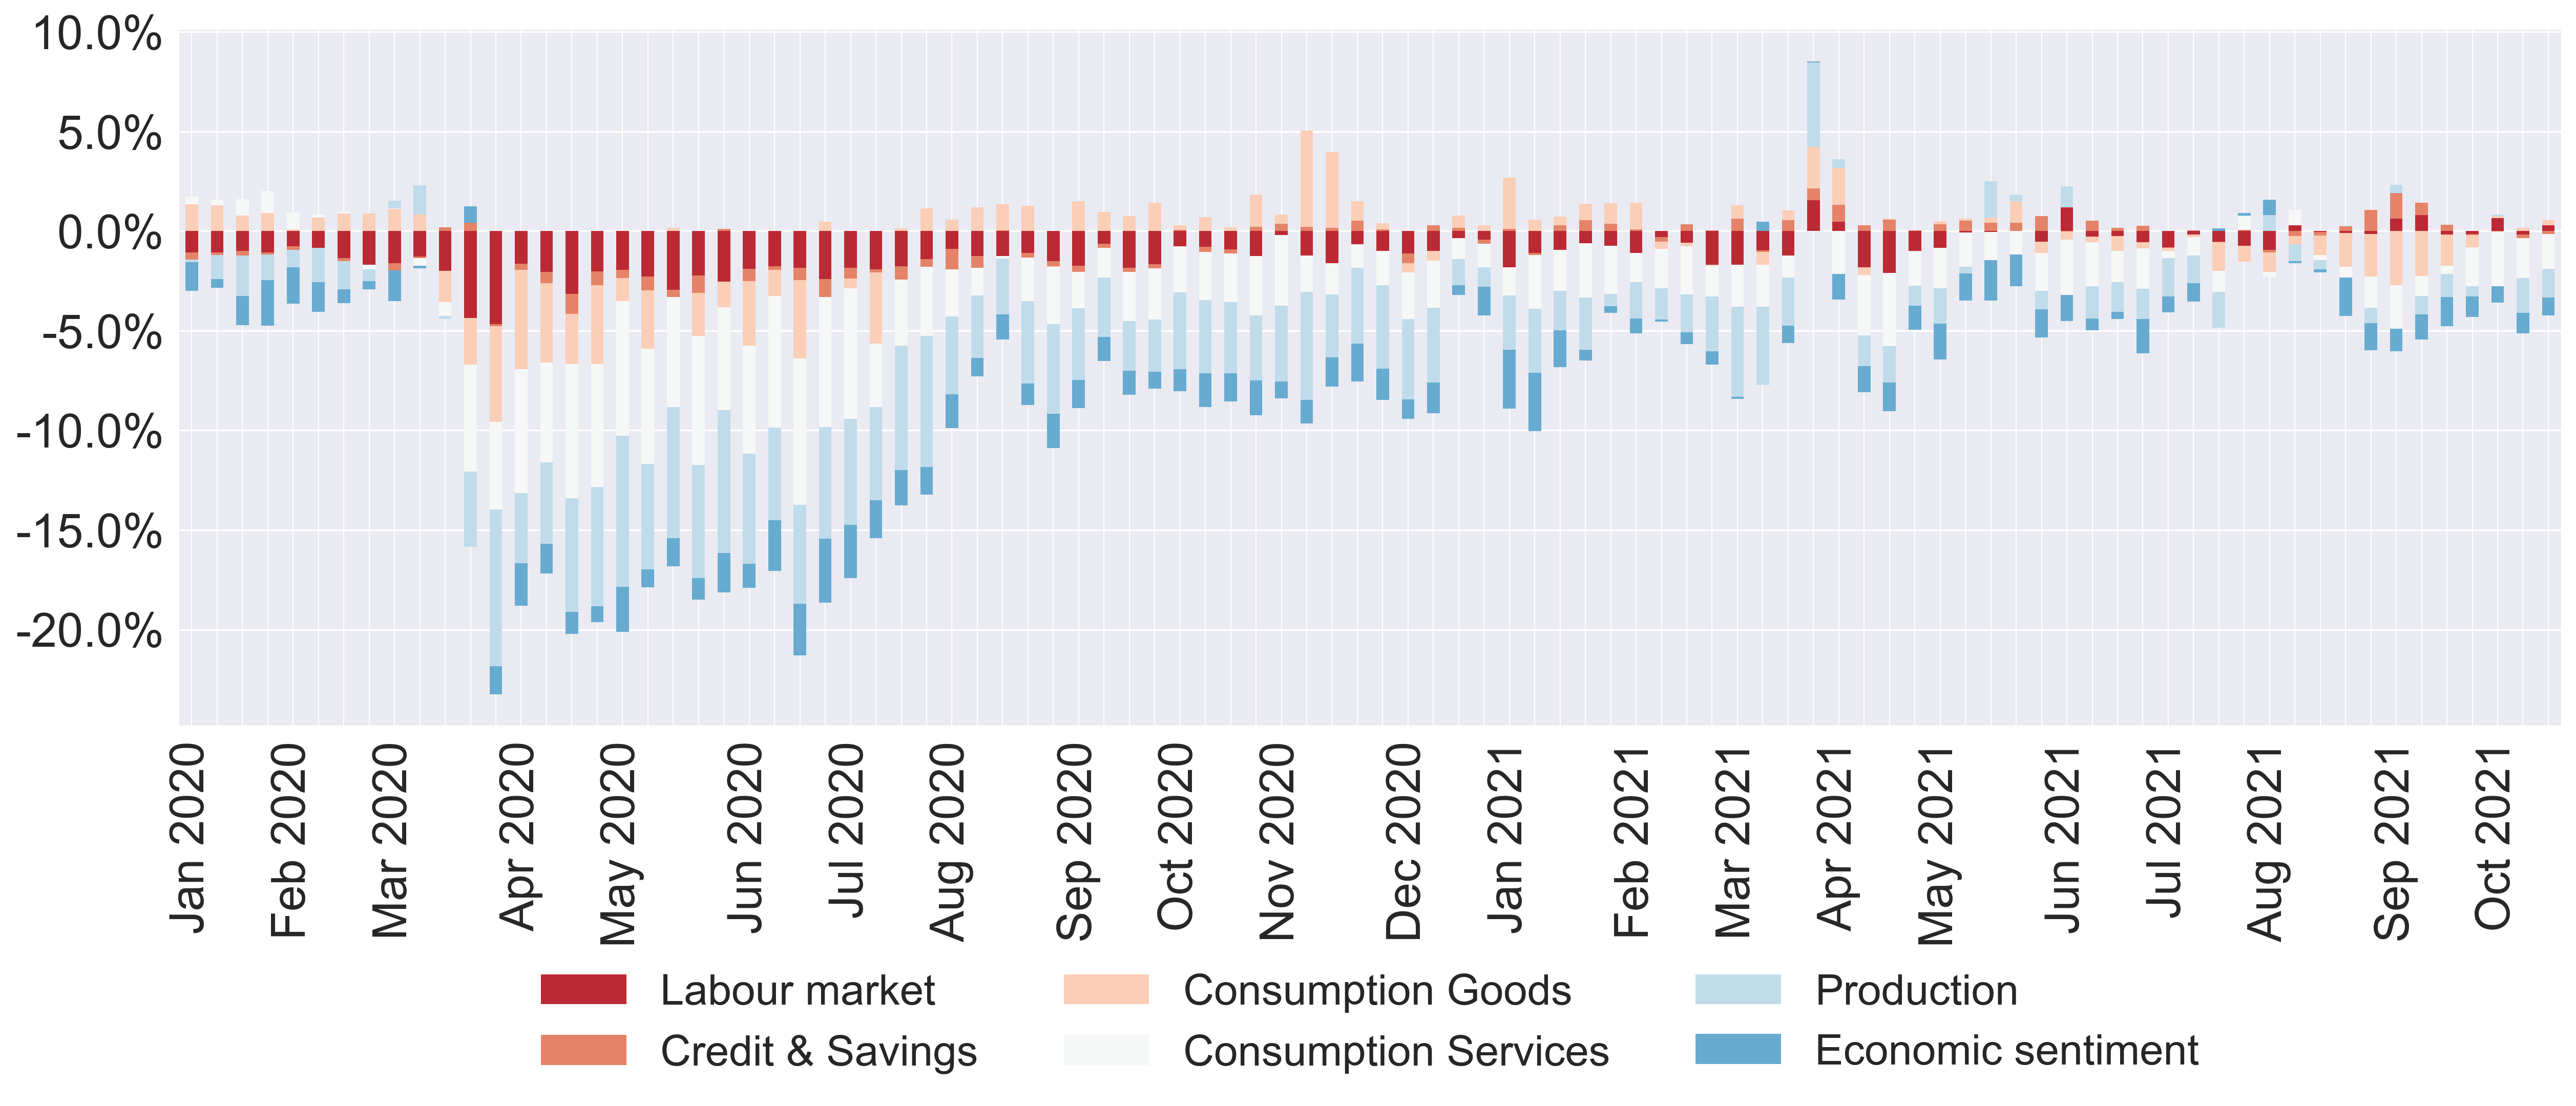 10.0%
5.0%
0.0%
-5.0%
-10.0%
-15.0%
-20.0%
Jan 2020
Feb 2020
Mar 2020
Apr 2020
May 2020
Jun 2020
Jul 2020
Aug 2020
Sep 2020
Oct 2020
Nov 2020
Dec 2020
Jan 2021
Feb 2021
Mar 2021
Apr 2021
May 2021
Jun 2021
Jul 2021
Aug 2021
Sep 2021
Oct 2021
Labour market
Consumption Goods
Production
Credit & Savings
Consumption Services
Economic sentiment